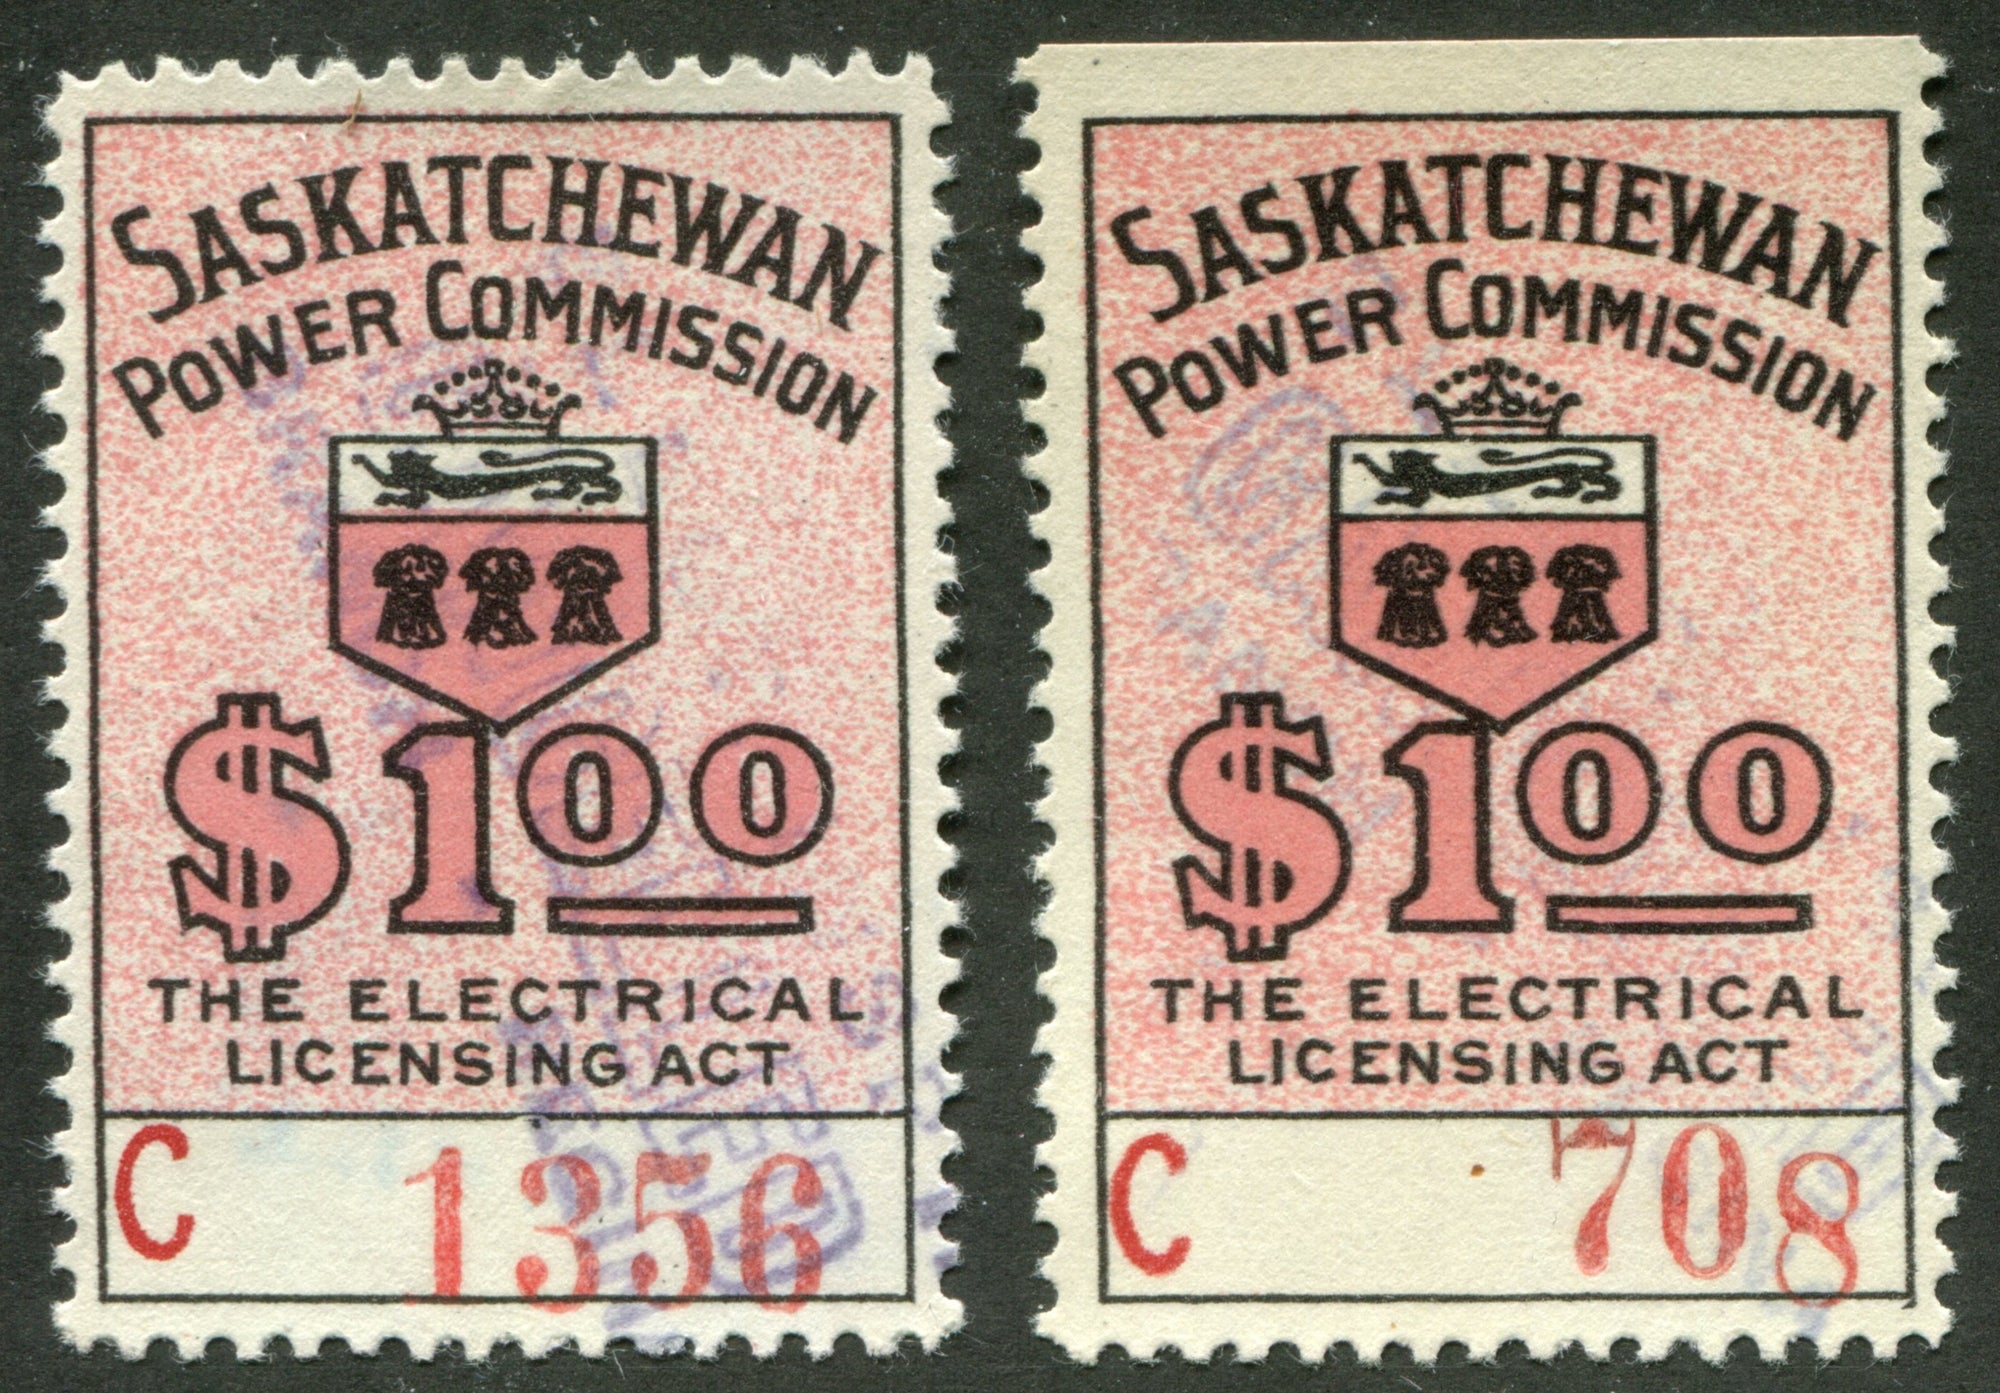 SASKATCHEWAN
POWER COMMISSION
$1.00
THE ELECTRICAL
LICENSING ACT
C 1356
SASKATCHEWAN
POWER COMMISSION
$1.00
THE ELECTRICAL
LICENSING ACT
C 708